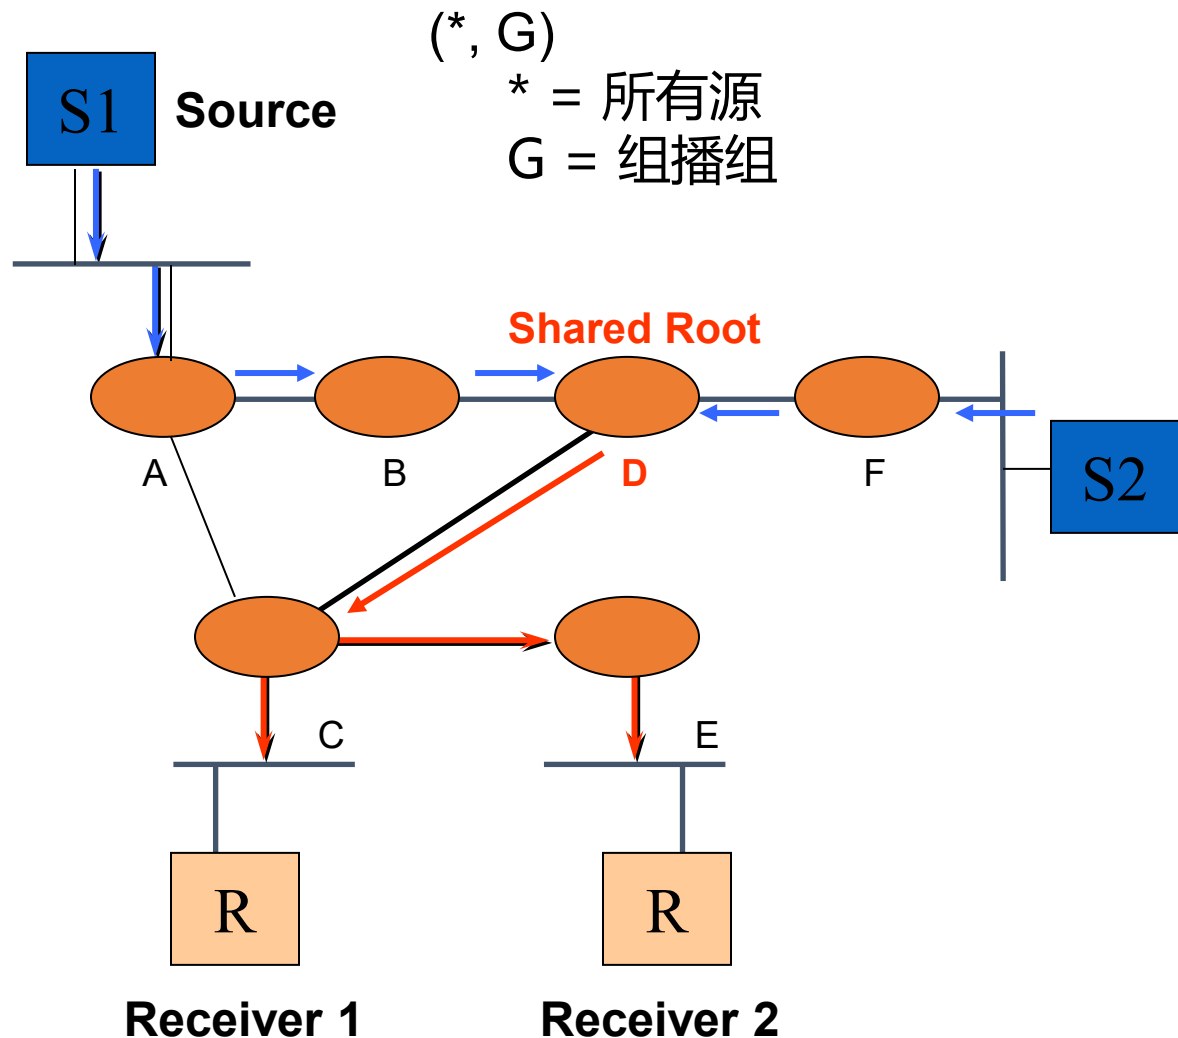 (*, G)
* = 所有源
G = 组播组
S1
Source
Shared Root
A
B
D
F
S2
C
E
R
R
Receiver 1
Receiver 2